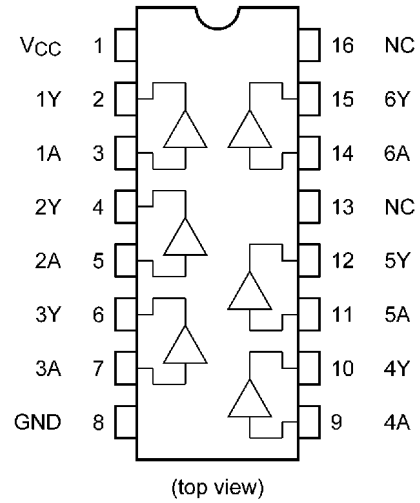 VCC 1 16 NC
1Y 2 15 6Y
1A 3 14 6A
2Y 4 13 NC
2A 5 12 5Y
3Y 6 11 5A
3A 7 10 4Y
GND 8 9 4A
(top view)